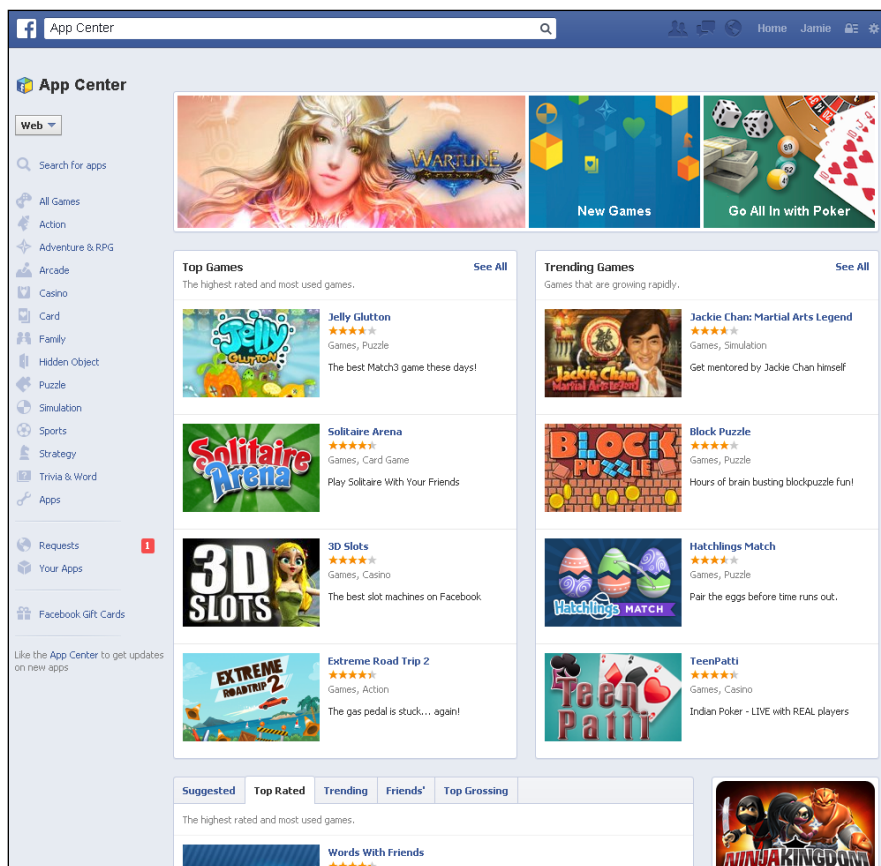 f App Center
Home Jamie
App Center
Web
Search for apps
All Games
Action
Adventure & RPG
Arcade
Casino
Card
Family
Hidden Object
Puzzle
Simulation
Sports
Strategy
Trivia & Word
Apps
Requests 1
Your Apps
Facebook Gift Cards
Like the App Center to get updates
on new apps
WARTUNE
New Games
Go All In with Poker
Top Games See All
The highest rated and most used games.
Jelly
GLUTTON
Jelly Glutton
Games, Puzzle
The best Match3 game these days!
Solitaire
Arena
Solitaire Arena
Games, Card Game
Play Solitaire With Your Friends
3D
SLOTS
3D Slots
Games, Casino
The best slot machines on Facebook
EXTREME
ROADTRIP 2
Extreme Road Trip 2
Games, Action
The gas pedal is stuck... again!
Trending Games See All
Games that are growing rapidly.
Jackie Chan
Martial Arts Legend
Jackie Chan: Martial Arts Legend
Games, Simulation
Get mentored by Jackie Chan himself
BLOCK
PUZZLE
Block Puzzle
Games, Puzzle
Hours of brain busting blockpuzzle fun!
Hatchlings MATCH
Hatchlings Match
Games, Puzzle
Pair the eggs before time runs out.
Teen
Patti
TeenPatti
Games, Casino
Indian Poker - LIVE with REAL players
Suggested Top Rated Trending Friends' Top Grossing
The highest rated and most used games.
Words With Friends
NINJA KINGDOM